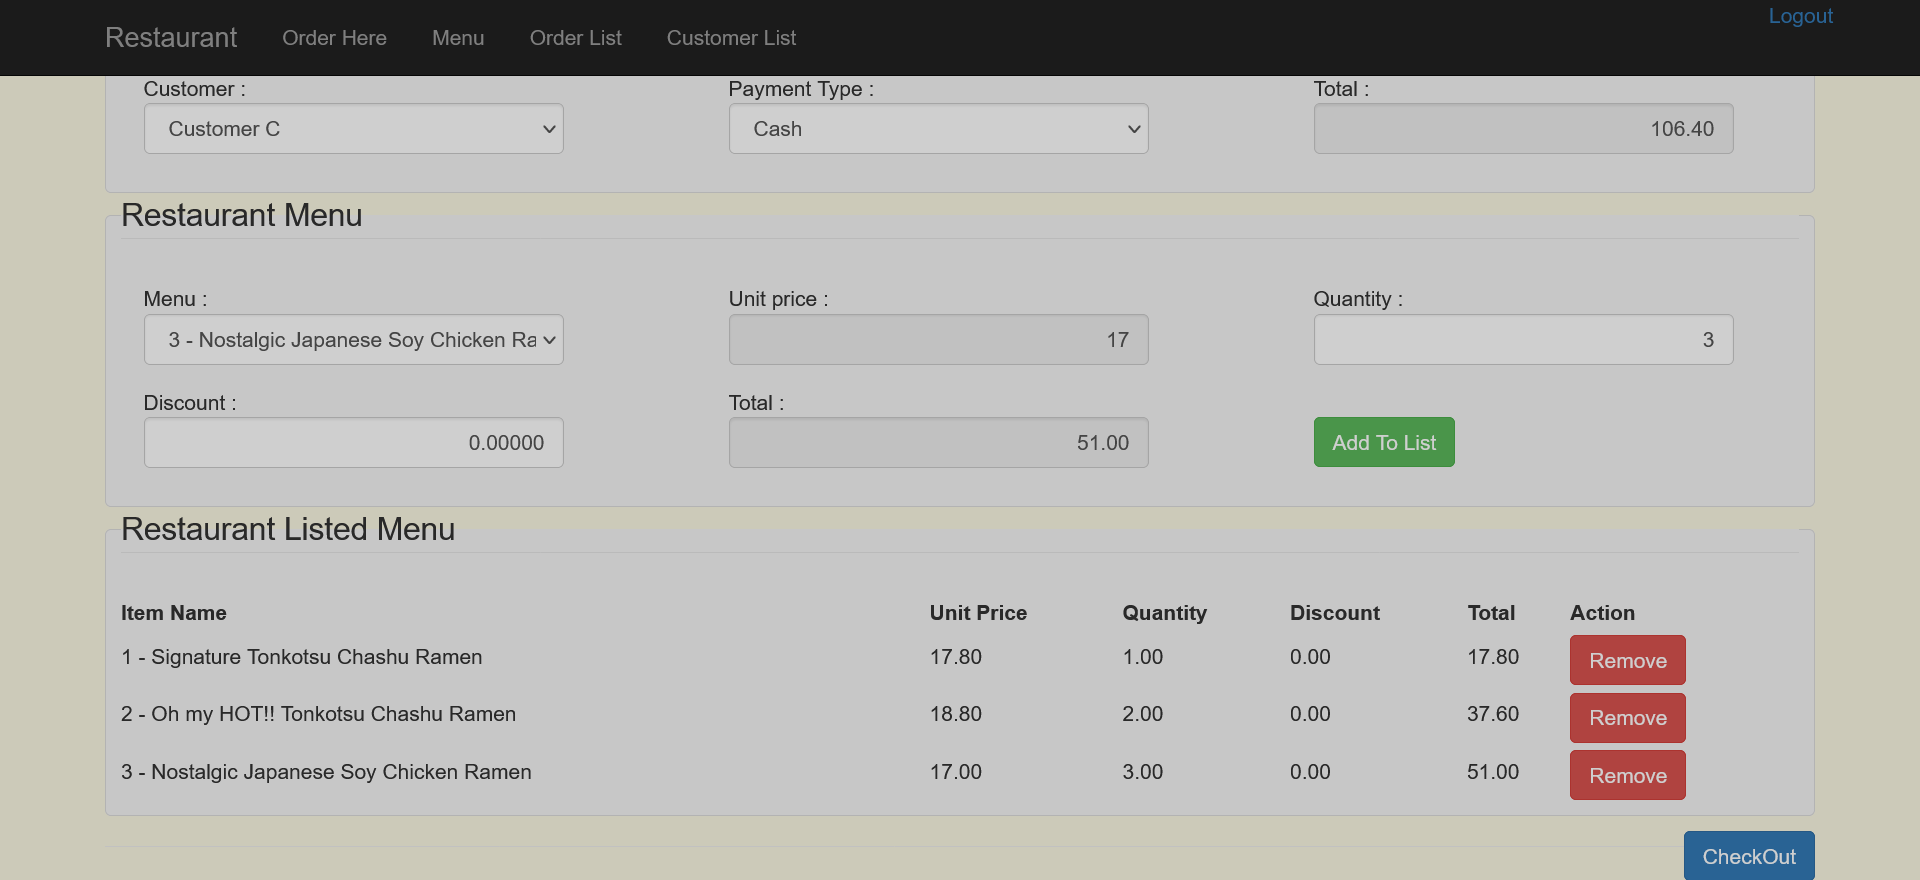 Restaurant Order Here Menu Order List Customer List Logout
Customer : Payment Type : Total :
Customer C Cash 106.40
Restaurant Menu
Menu : Unit price : Quantity :
3 - Nostalgic Japanese Soy Chicken Ra 17 3
Discount : Total :
0.00000 51.00 Add To List
Restaurant Listed Menu
Item Name Unit Price Quantity Discount Total Action
1 - Signature Tonkotsu Chashu Ramen 17.80 1.00 0.00 17.80 Remove
2 - Oh my HOT!! Tonkotsu Chashu Ramen 18.80 2.00 0.00 37.60 Remove
3 - Nostalgic Japanese Soy Chicken Ramen 17.00 3.00 0.00 51.00 Remove
CheckOut